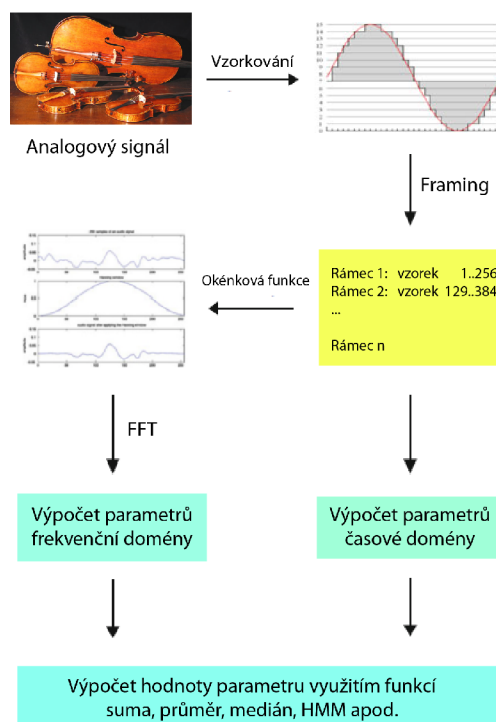 Vzorkování
Analogový signál
Framing
Okénková funkce
Rámec 1: vzorek 1..256
Rámec 2: vzorek 129..384
...
Rámec n
FFT
Výpočet parametrů
frekvenční domény
Výpočet parametrů
časové domény
Výpočet hodnoty parametru využitím funkcí
suma, průměr, medián, HMM apod.